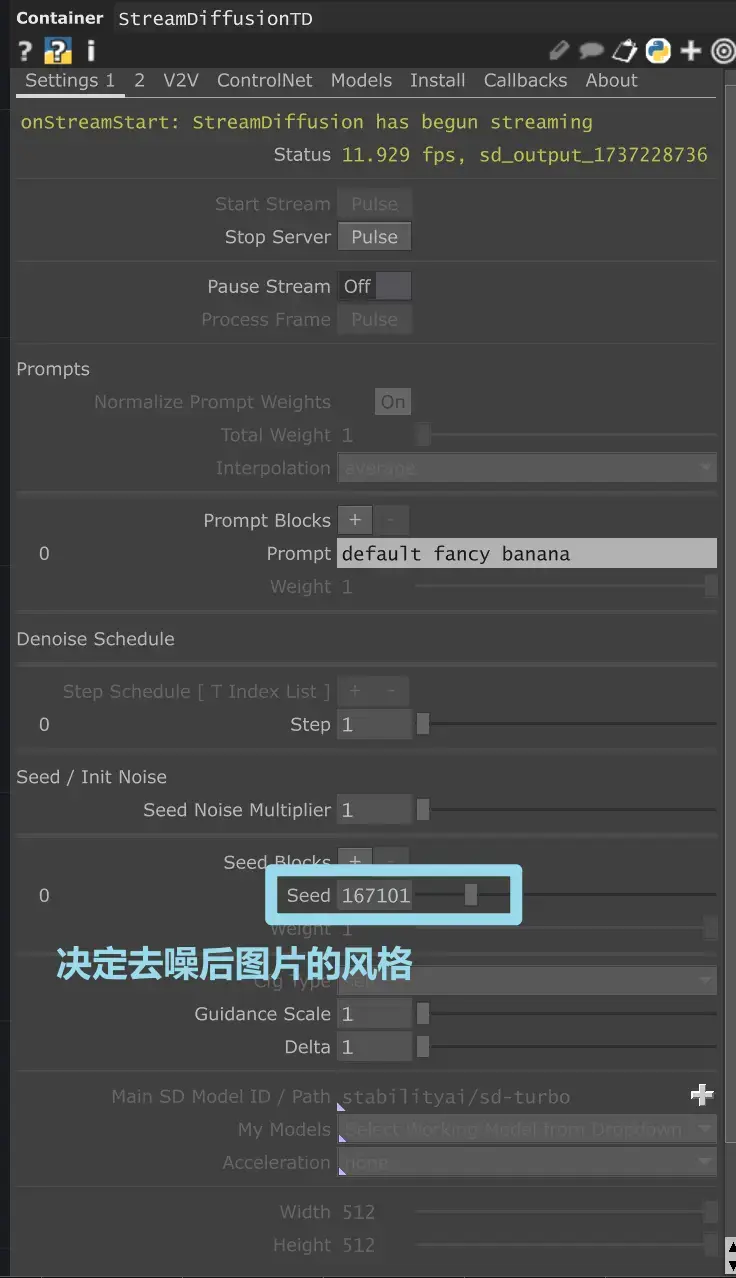 Container StreamDiffusionTD
? ? i
Settings 1 2 V2V ControlNet Models Install Callbacks About
onStreamStart: StreamDiffusion has begun streaming
Status 11.929 fps, sd_output_1737228736
Start Stream Pulse
Stop Server Pulse
Pause Stream Off
Process Frame Pulse
Prompts
Normalize Prompt Weights On
Total Weight 1
Interpolation average
Prompt Blocks + -
0 Prompt default fancy banana
Weight 1
Denoise Schedule
Step Schedule [ T Index List ] + -
0 Step 1
Seed / Init Noise
Seed Noise Multiplier 1
Seed Blocks + -
0 Seed 167101
Weight 1
决定去噪后图片的风格
Cfg Type
Guidance Scale 1
Delta 1
Main SD Model ID / Path stabilityai/sd-turbo
My Models Select Working Model from Dropdown
Acceleration none
Width 512
Height 512